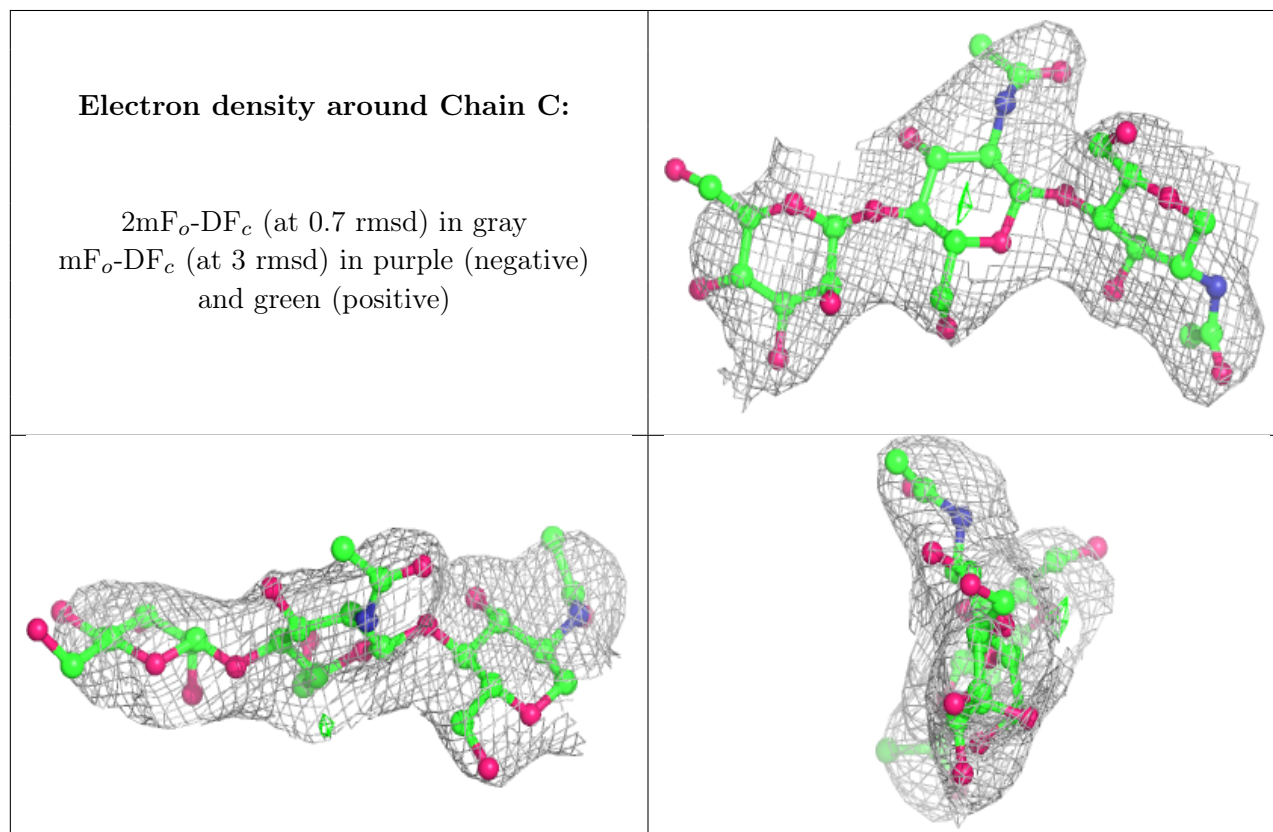 Electron density around Chain C:
2mFₒ-DF𝒸 (at 0.7 rmsd) in gray
mFₒ-DF𝒸 (at 3 rmsd) in purple (negative)
and green (positive)